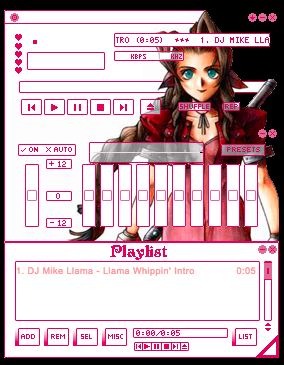 TRO (0:05) *** 1. DJ MIKE LLA
KBPS KHZ
SHUFFLE REP
ON AUTO PRESETS
+ 12
0
- 12
Playlist
1. DJ Mike Llama - Llama Whippin' Intro 0:05
ADD REM SEL MISC 0:00/0:05 LIST